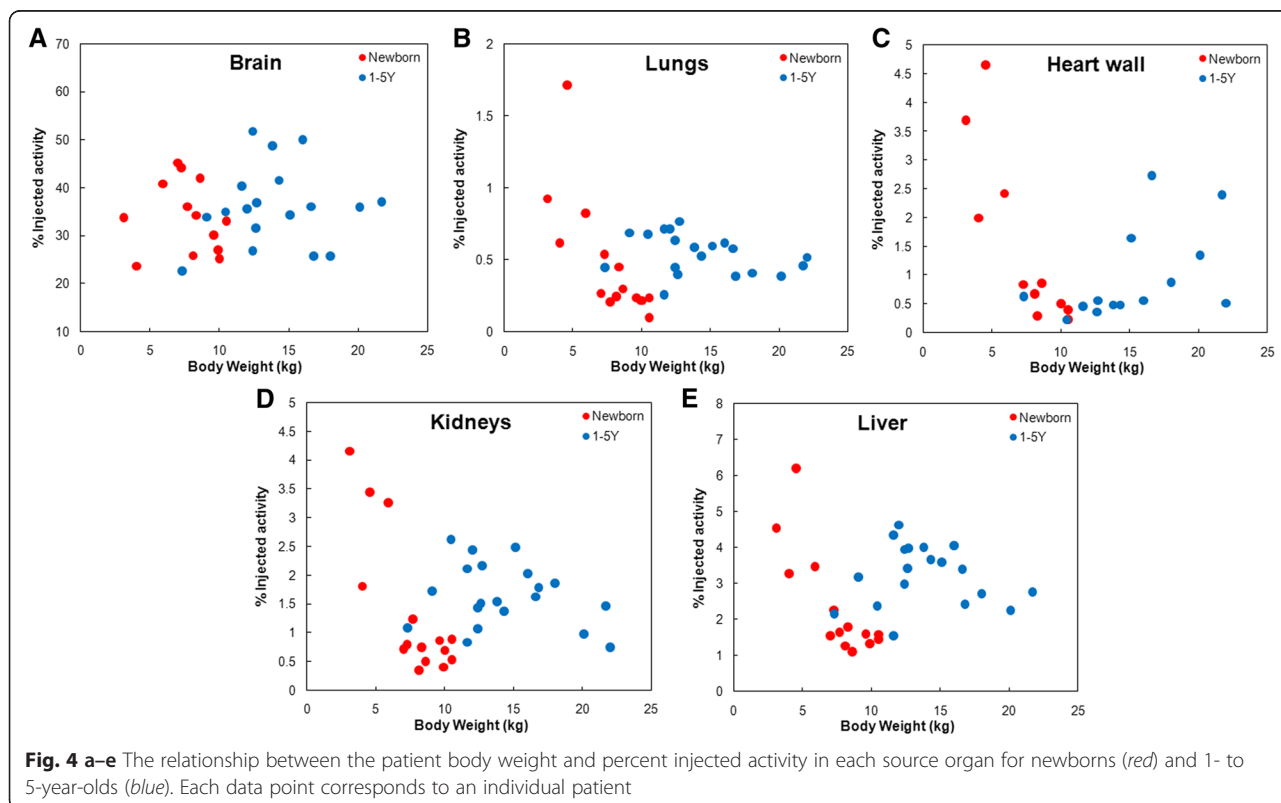 A
Brain
Newborn
1-5Y
% Injected activity
70
60
50
40
30
20
10
0 5 10 15 20 25
Body Weight (kg)
B
Lungs
Newborn
1-5Y
% Injected activity
2
1.5
1
0.5
0
0 5 10 15 20 25
Body Weight (kg)
C
Heart wall
Newborn
1-5Y
% Injected activity
5
4.5
4
3.5
3
2.5
2
1.5
1
0.5
0
0 5 10 15 20 25
Body Weight (kg)
D
Kidneys
Newborn
1-5Y
% Injected activity
5
4.5
4
3.5
3
2.5
2
1.5
1
0.5
0
0 5 10 15 20 25
Body Weight (kg)
E
Liver
Newborn
1-5Y
% Injected activity
8
7
6
5
4
3
2
1
0
0 5 10 15 20 25
Body Weight (kg)
Fig. 4 a–e The relationship between the patient body weight and percent injected activity in each source organ for newborns (red) and 1- to
5-year-olds (blue). Each data point corresponds to an individual patient